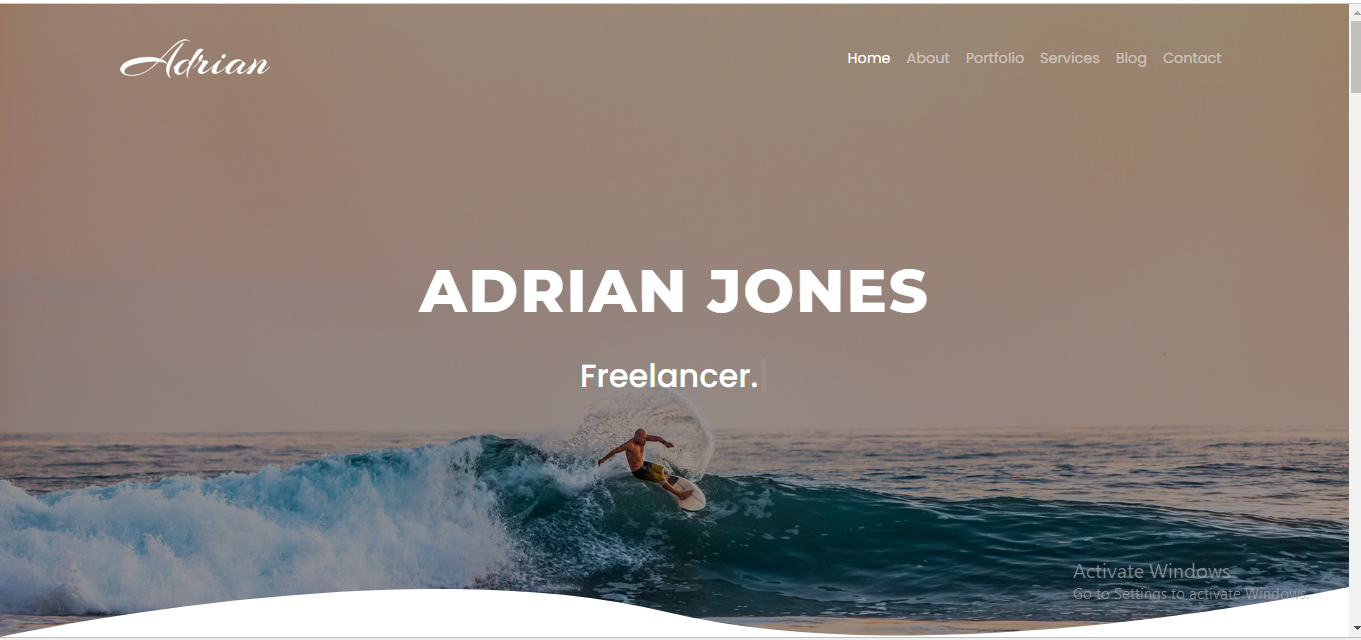 Adrian
Home About Portfolio Services Blog Contact
ADRIAN JONES
Freelancer.
Activate Windows
Go to Settings to activate Windows.